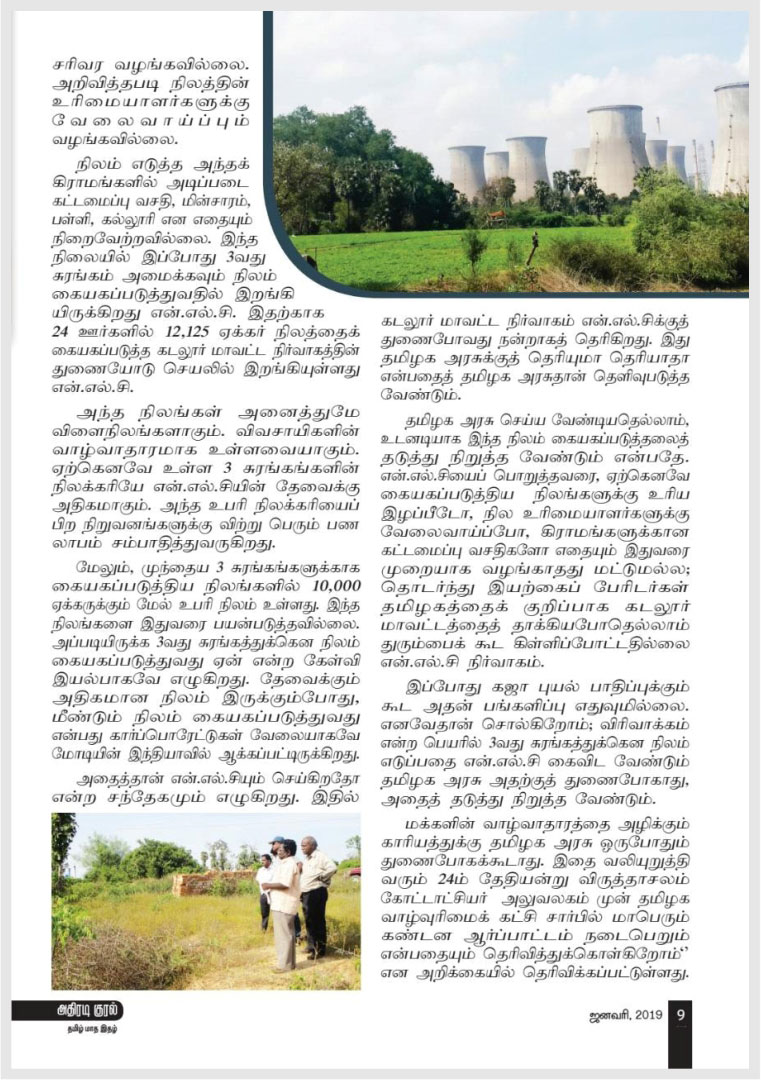 சரிவர வழங்கவில்லை.
அறிவித்தபடி நிலத்தின்
உரிமையாளர்களுக்கு
வேலைவாய்ப்பும்
வழங்கவில்லை.
நிலம் எடுத்த அந்தக்
கிராமங்களில் அடிப்படை
கட்டமைப்பு வசதி, மின்சாரம்,
பள்ளி, கல்லூரி என எதையும்
நிறைவேற்றவில்லை. இந்த
நிலையில் இப்போது 3வது
சுரங்கம் அமைக்கவும் நிலம்
கையகப்படுத்துவதில் இறங்கி
யிருக்கிறது என்.எல்.சி. இதற்காக
24 ஊர்களில் 12,125 ஏக்கர் நிலத்தைக்
கையகப்படுத்த கடலூர் மாவட்ட நிர்வாகத்தின்
துணையோடு செயலில் இறங்கியுள்ளது
என்.எல்.சி.
அந்த நிலங்கள் அனைத்துமே
விளைநிலங்களாகும். விவசாயிகளின்
வாழ்வாதாரமாக உள்ளவையாகும்.
ஏற்கெனவே உள்ள 3 சுரங்கங்களின்
நிலக்கரியே என்.எல்.சியின் தேவைக்கு
அதிகமாகும். அந்த உபரி நிலக்கரியைப்
பிற நிறுவனங்களுக்கு விற்று பெரும் பண
லாபம் சம்பாதித்துவருகிறது.
மேலும், முந்தைய 3 சுரங்கங்களுக்காக
கையகப்படுத்திய நிலங்களில் 10,000
ஏக்கருக்கும் மேல் உபரி நிலம் உள்ளது. இந்த
நிலங்களை இதுவரை பயன்படுத்தவில்லை.
அப்படியிருக்க 3வது சுரங்கத்துக்கென நிலம்
கையகப்படுத்துவது ஏன் என்ற கேள்வி
இயல்பாகவே எழுகிறது. தேவைக்கும்
அதிகமான நிலம் இருக்கும்போது,
மீண்டும் நிலம் கையகப்படுத்துவது
என்பது கார்ப்பொரேட்டுகள் வேலையாகவே
மோடியின் இந்தியாவில் ஆக்கப்பட்டிருக்கிறது.
அதைத்தான் என்.எல்.சியும் செய்கிறதோ
என்ற சந்தேகமும் எழுகிறது. இதில்
கடலூர் மாவட்ட நிர்வாகம் என்.எல்.சிக்குத்
துணைபோவது நன்றாகத் தெரிகிறது. இது
தமிழக அரசுக்குத் தெரியுமா தெரியாதா
என்பதைத் தமிழக அரசுதான் தெளிவுபடுத்த
வேண்டும்.
தமிழக அரசு செய்ய வேண்டியதெல்லாம்,
உடனடியாக இந்த நிலம் கையகப்படுத்தலைத்
தடுத்து நிறுத்த வேண்டும் என்பதே.
என்.எல்.சியைப் பொறுத்தவரை, ஏற்கெனவே
கையகப்படுத்திய நிலங்களுக்கு உரிய
இழப்பீடோ, நில உரிமையாளர்களுக்கு
வேலைவாய்ப்போ, கிராமங்களுக்கான
கட்டமைப்பு வசதிகளோ எதையும் இதுவரை
முறையாக வழங்காதது மட்டுமல்ல;
தொடர்ந்து இயற்கைப் பேரிடர்கள்
தமிழகத்தைக் குறிப்பாக கடலூர்
மாவட்டத்தைத் தாக்கியபோதெல்லாம்
துரும்பைக் கூட கிள்ளிப்போட்டதில்லை
என்.எல்.சி நிர்வாகம்.
இப்போது கஜா புயல் பாதிப்புக்கும்
கூட அதன் பங்களிப்பு எதுவுமில்லை.
எனவேதான் சொல்கிறோம்; விரிவாக்கம்
என்ற பெயரில் 3வது சுரங்கத்துக்கென நிலம்
எடுப்பதை என்.எல்.சி கைவிட வேண்டும்
தமிழக அரசு அதற்குத் துணைபோகாது,
அதைத் தடுத்து நிறுத்த வேண்டும்.
மக்களின் வாழ்வாதாரத்தை அழிக்கும்
காரியத்துக்கு தமிழக அரசு ஒருபோதும்
துணைபோகக்கூடாது. இதை வலியுறுத்தி
வரும் 24ம் தேதியன்று விருத்தாசலம்
கோட்டாட்சியர் அலுவலகம் முன் தமிழக
வாழ்வுரிமைக் கட்சி சார்பில் மாபெரும்
கண்டன ஆர்ப்பாட்டம் நடைபெறும்
என்பதையும் தெரிவித்துக்கொள்கிறோம்"
என அறிக்கையில் தெரிவிக்கப்பட்டுள்ளது.
அதிரடி குரல்
தமிழ் மாத இதழ்
ஜனவரி, 2019 9